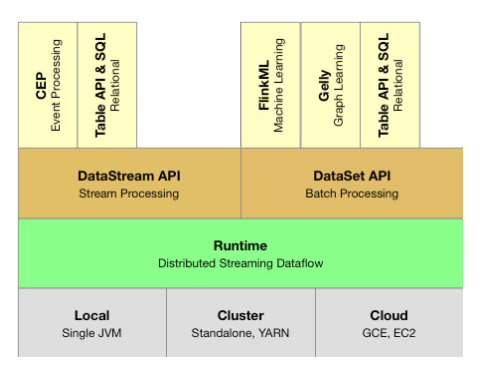 CEP
Event Processing
Table API & SQL
Relational
FlinkML
Machine Learning
Gelly
Graph Learning
Table API & SQL
Relational
DataStream API
Stream Processing
DataSet API
Batch Processing
Runtime
Distributed Streaming Dataflow
Local
Single JVM
Cluster
Standalone, YARN
Cloud
GCE, EC2